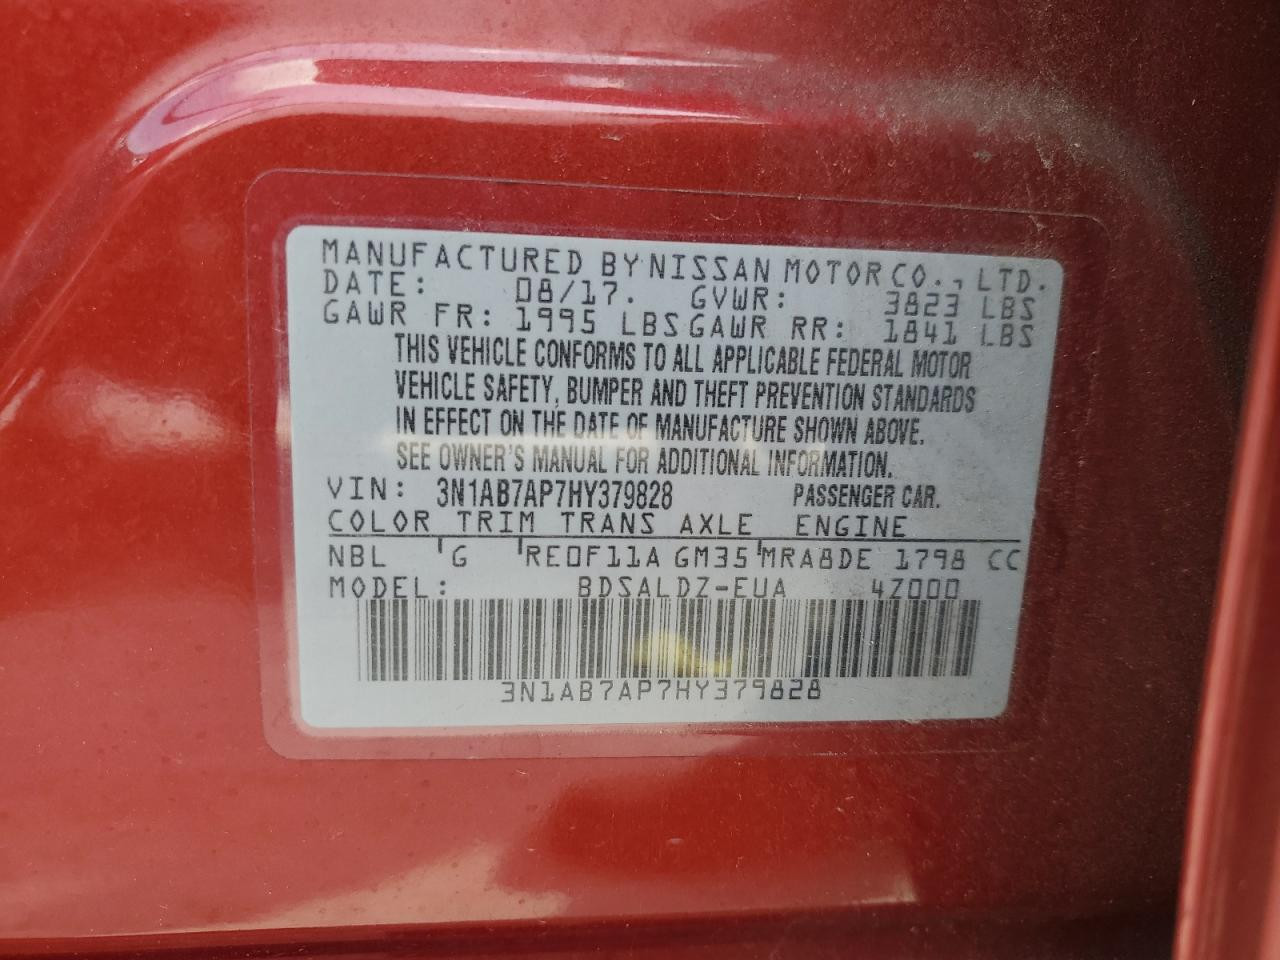 MANUFACTURED BY NISSAN MOTOR CO., LTD.
DATE: 08/17. GVWR: 3823 LBS
GAWR FR: 1995 LBS GAWR RR: 1841 LBS
THIS VEHICLE CONFORMS TO ALL APPLICABLE FEDERAL MOTOR
VEHICLE SAFETY, BUMPER AND THEFT PREVENTION STANDARDS
IN EFFECT ON THE DATE OF MANUFACTURE SHOWN ABOVE.
SEE OWNER'S MANUAL FOR ADDITIONAL INFORMATION.
VIN: 3N1AB7AP7HY379828 PASSENGER CAR.
COLOR TRIM TRANS AXLE ENGINE
NBL G RE0F11A GM35 MRA8DE 1798 CC
MODEL: BDSALDZ-EUA 4Z000
3N1AB7AP7HY379828